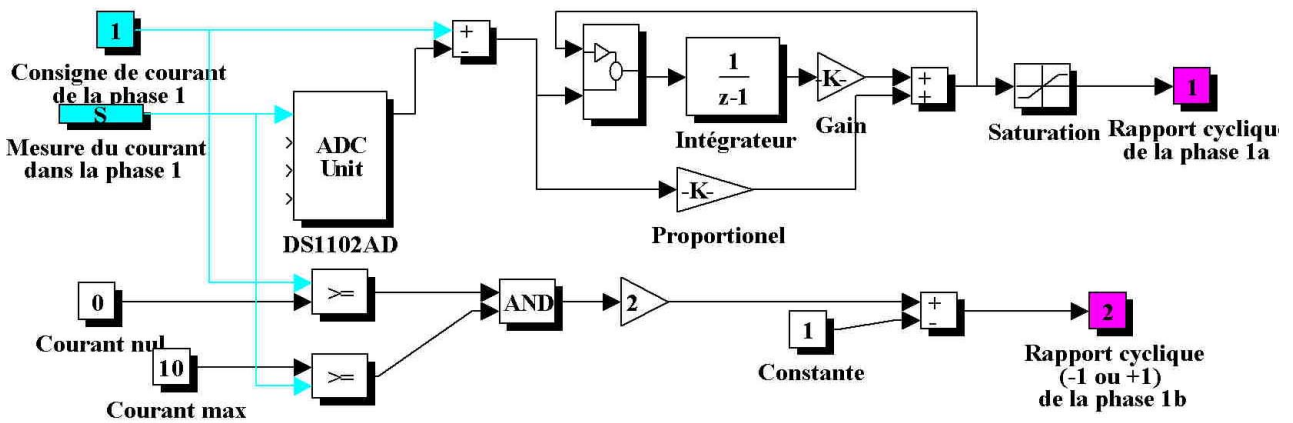 1
Consigne de courant
de la phase 1
S
Mesure du courant
dans la phase 1
ADC
Unit
DS1102AD
+
-
1
z-1
Intégrateur
-K-
Gain
+
+
Saturation
1
Rapport cyclique
de la phase 1a
-K-
Proportionel
0
Courant nul
10
Courant max
>=
>=
AND
2
1
Constante
+
-
2
Rapport cyclique
(-1 ou +1)
de la phase 1b